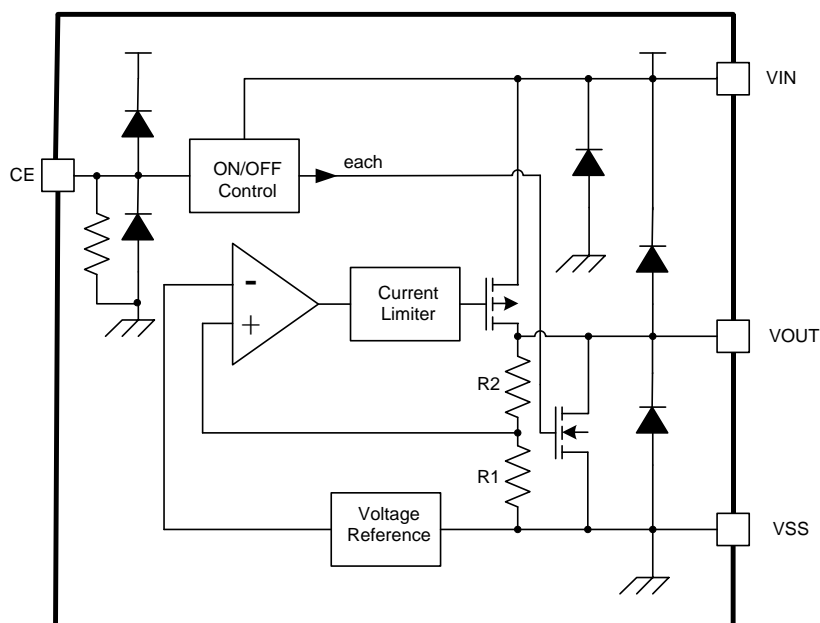 VIN
CE
ON/OFF
Control
each
-
+
Current
Limiter
VOUT
R2
R1
Voltage
Reference
VSS